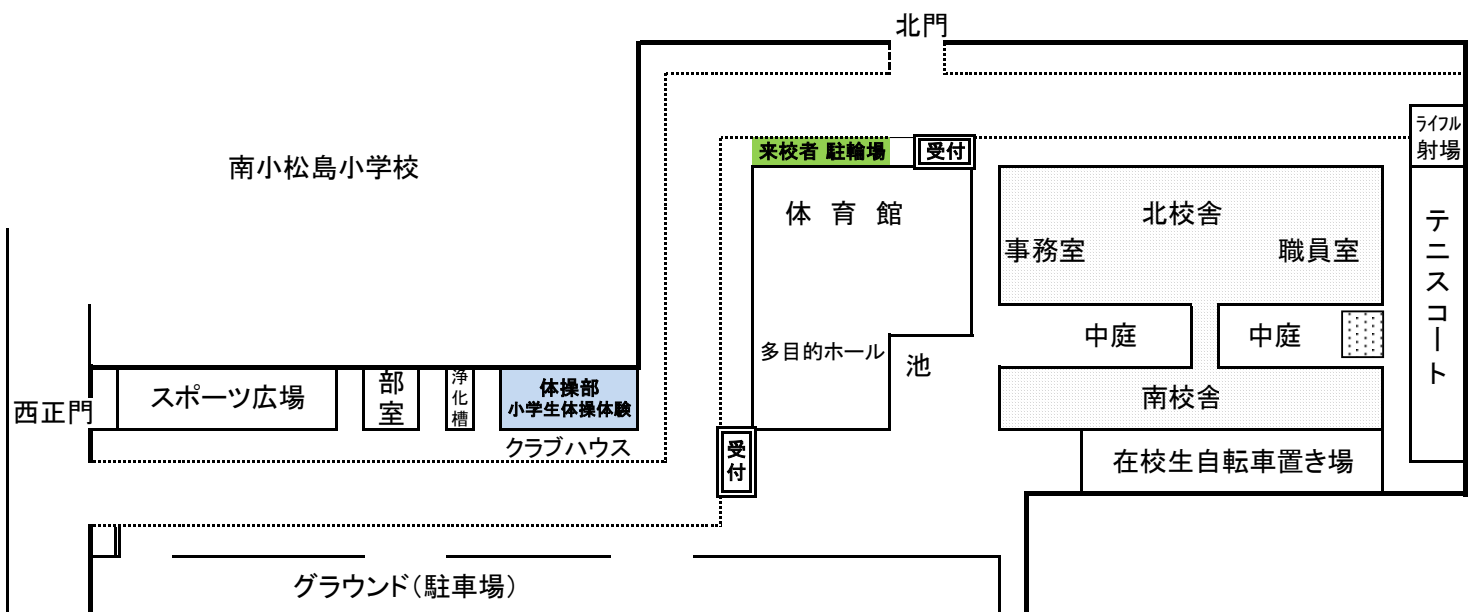 北門
ライフル
射場
来校者 駐輪場
受付
南小松島小学校
体 育 館
北校舎
事務室
職員室
テニスコート
中庭
中庭
多目的ホール
池
スポーツ広場
部室
浄化槽
体操部
小学生体操体験
南校舎
西正門
クラブハウス
受付
在校生自転車置き場
グラウンド(駐車場)